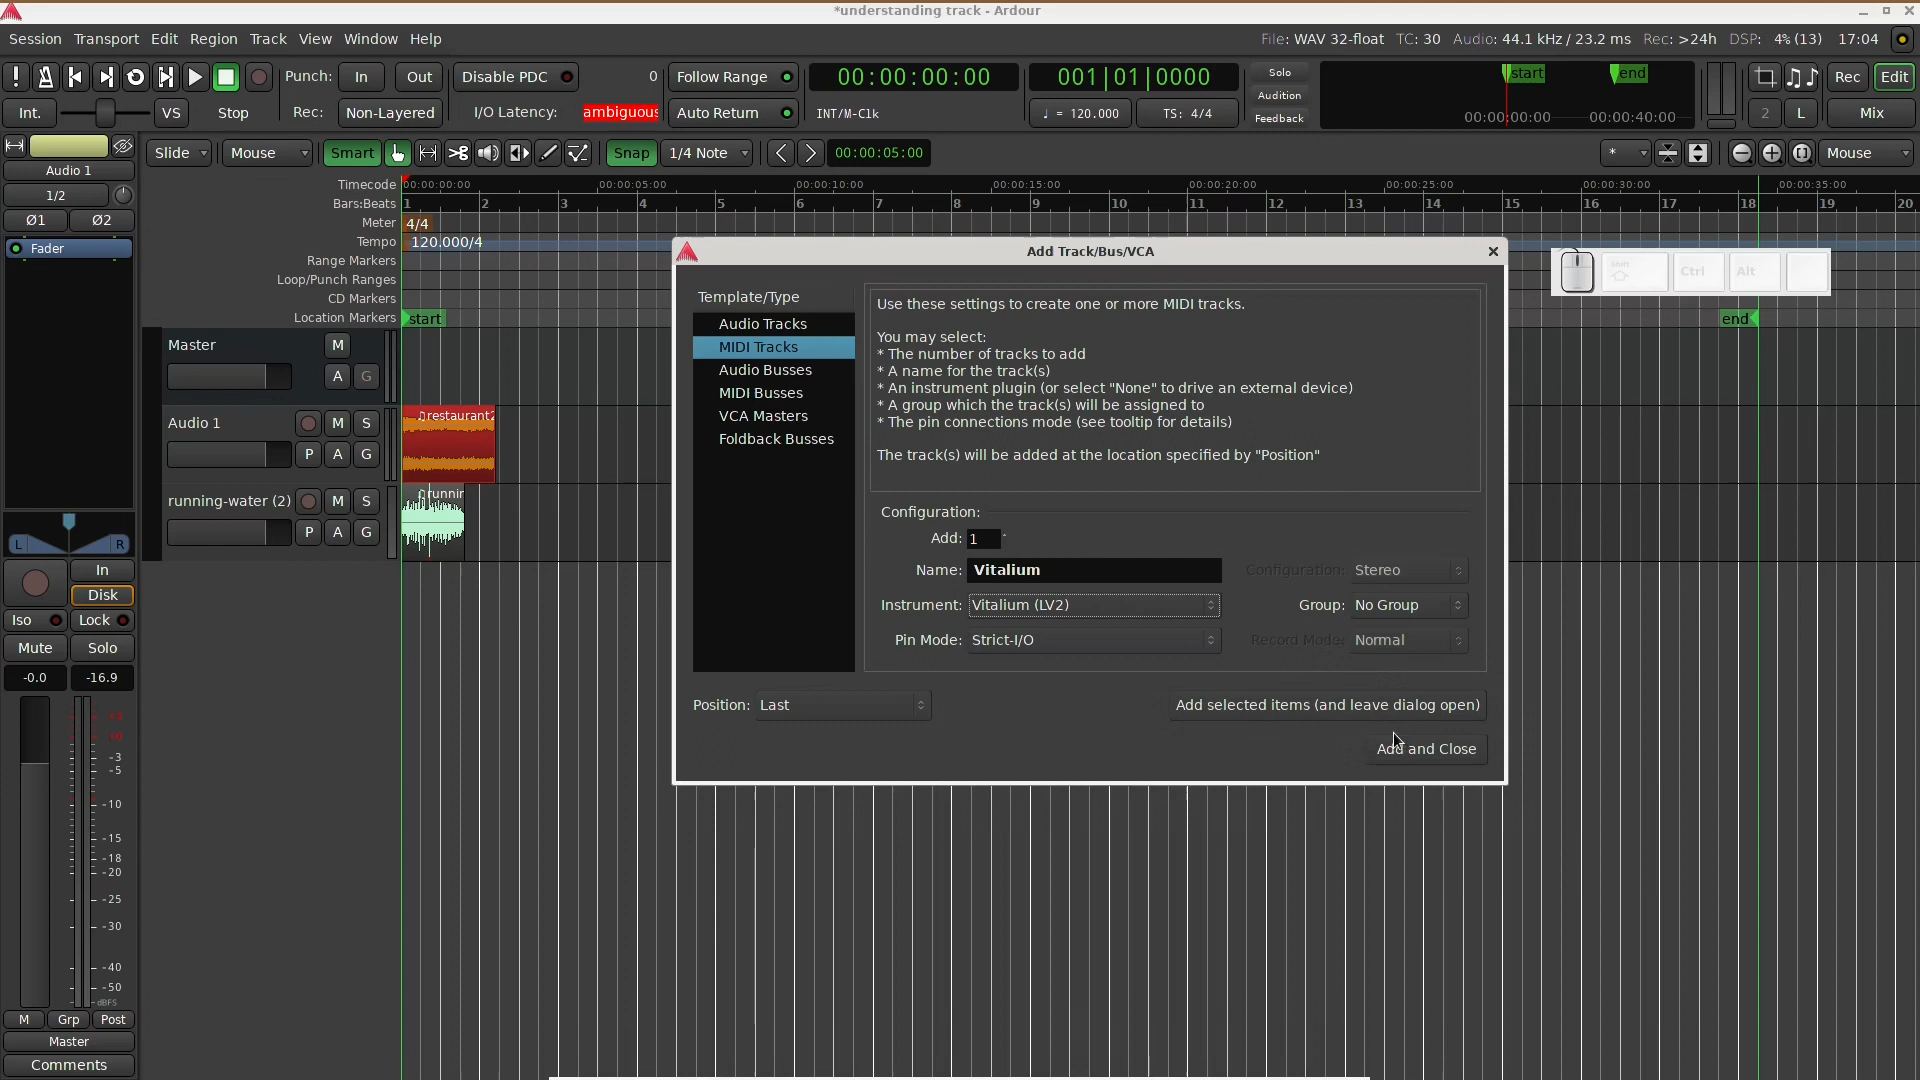 *understanding track - Ardour
Session Transport Edit Region Track View Window Help
File: WAV 32-float TC: 30 Audio: 44.1 kHz / 23.2 ms Rec: >24h DSP: 4% (13) 17:04
Punch: In Out Disable PDC 0 Follow Range 00:00:00:00 001|01|0000 Solo start end Rec Edit
Audition
Int. VS Stop Rec: Non-Layered I/O Latency: ambiguous Auto Return INT/M-Clk ♩ = 120.000 TS: 4/4 Feedback 00:00:00:00 00:00:40:00 2 L Mix
Slide Mouse Smart Snap 1/4 Note 00:00:05:00 * Mouse
Audio 1
1/2
Ø1 Ø2
Fader
L R
In
Disk
Iso Lock
Mute Solo
-0.0 -16.9
+3
+0
-3
-5
-10
-15
-18
-20
-25
-30
-40
-50
dBFS
M Grp Post
Master
Comments
Timecode 00:00:00:00 00:00:05:00 00:00:10:00 00:00:15:00 00:00:20:00 00:00:25:00 00:00:30:00 00:00:35:00
Bars:Beats 1 2 3 4 5 6 7 8 9 10 11 12 13 14 15 16 17 18 19 20
Meter 4/4
Tempo 120.000/4
Range Markers
Loop/Punch Ranges
CD Markers
Location Markers start end
Master M
A G
Audio 1 M S
P A G
restaurant2
running-water (2) M S
P A G
runnin
Add Track/Bus/VCA
Template/Type
Audio Tracks
MIDI Tracks
Audio Busses
MIDI Busses
VCA Masters
Foldback Busses
Use these settings to create one or more MIDI tracks.
You may select:
* The number of tracks to add
* A name for the track(s)
* An instrument plugin (or select "None" to drive an external device)
* A group which the track(s) will be assigned to
* The pin connections mode (see tooltip for details)
The track(s) will be added at the location specified by "Position"
Configuration:
Add: 1
Name: Vitalium Configuration: Stereo
Instrument: Vitalium (LV2) Group: No Group
Pin Mode: Strict-I/O Record Mode: Normal
Position: Last Add selected items (and leave dialog open)
Add and Close
Shift Ctrl Alt